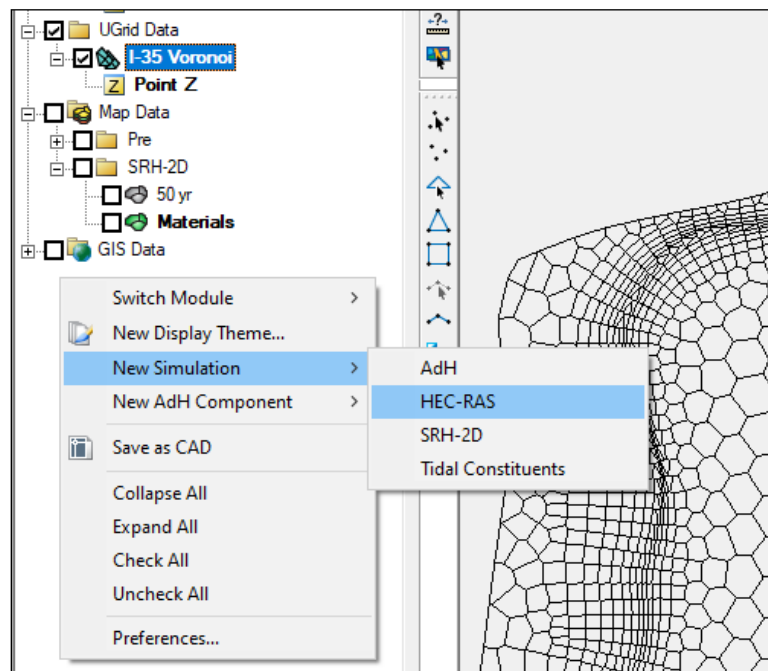 UGrid Data
I-35 Voronoi
Z Point Z
Map Data
Pre
SRH-2D
50 yr
Materials
GIS Data
Switch Module
New Display Theme...
New Simulation
New AdH Component
Save as CAD
Collapse All
Expand All
Check All
Uncheck All
Preferences...
AdH
HEC-RAS
SRH-2D
Tidal Constituents